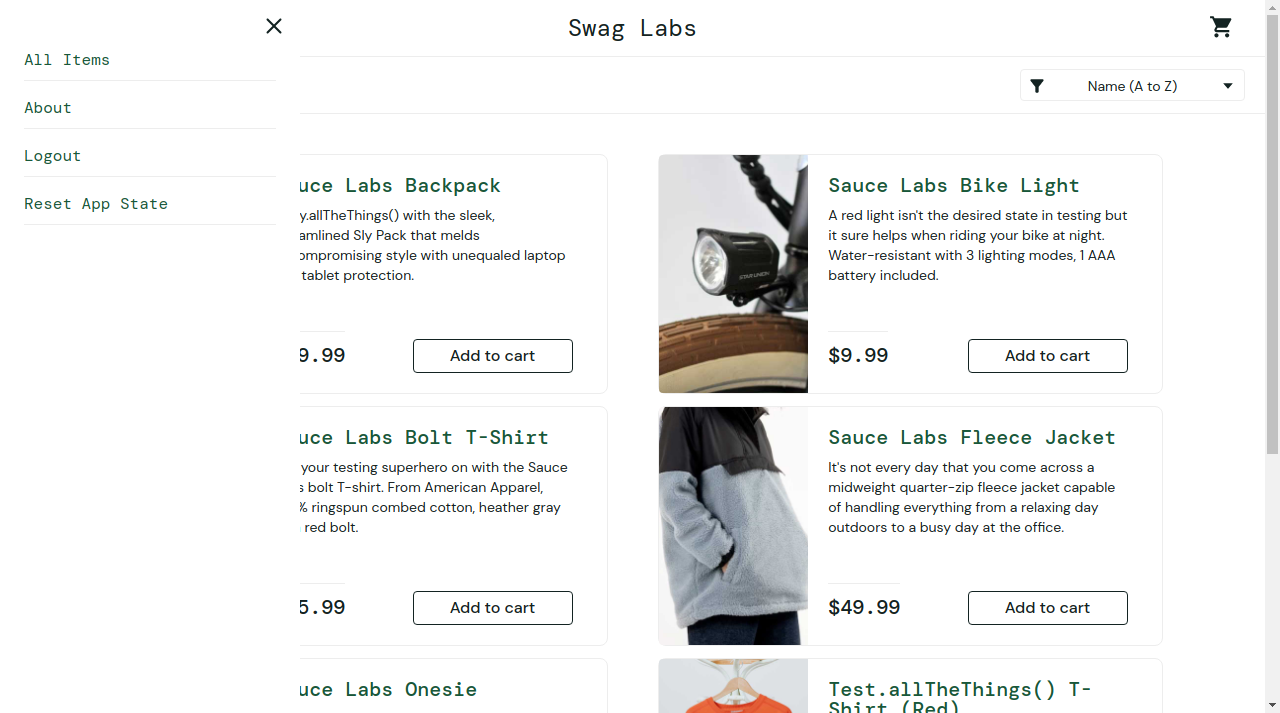 Swag Labs
All Items
About
Logout
Reset App State
Name (A to Z)
Labs Backpack
with the sleek,
Sly Pack that melds
style with unequaled laptop
tablet protection.
9.99
Add to cart
Sauce Labs Bike Light
A red light isn't the desired state in testing but
it sure helps when riding your bike at night.
Water-resistant with 3 lighting modes, 1 AAA
battery included.
$9.99
Add to cart
Labs Bolt T-Shirt
your testing superhero on with the Sauce
bolt T-shirt. From American Apparel,
ringspun combed cotton, heather gray
red bolt.
5.99
Add to cart
Sauce Labs Fleece Jacket
It's not every day that you come across a
midweight quarter-zip fleece jacket capable
of handling everything from a relaxing day
outdoors to a busy day at the office.
$49.99
Add to cart
Labs Onesie
Test.allTheThings() T-
Shirt (Red)